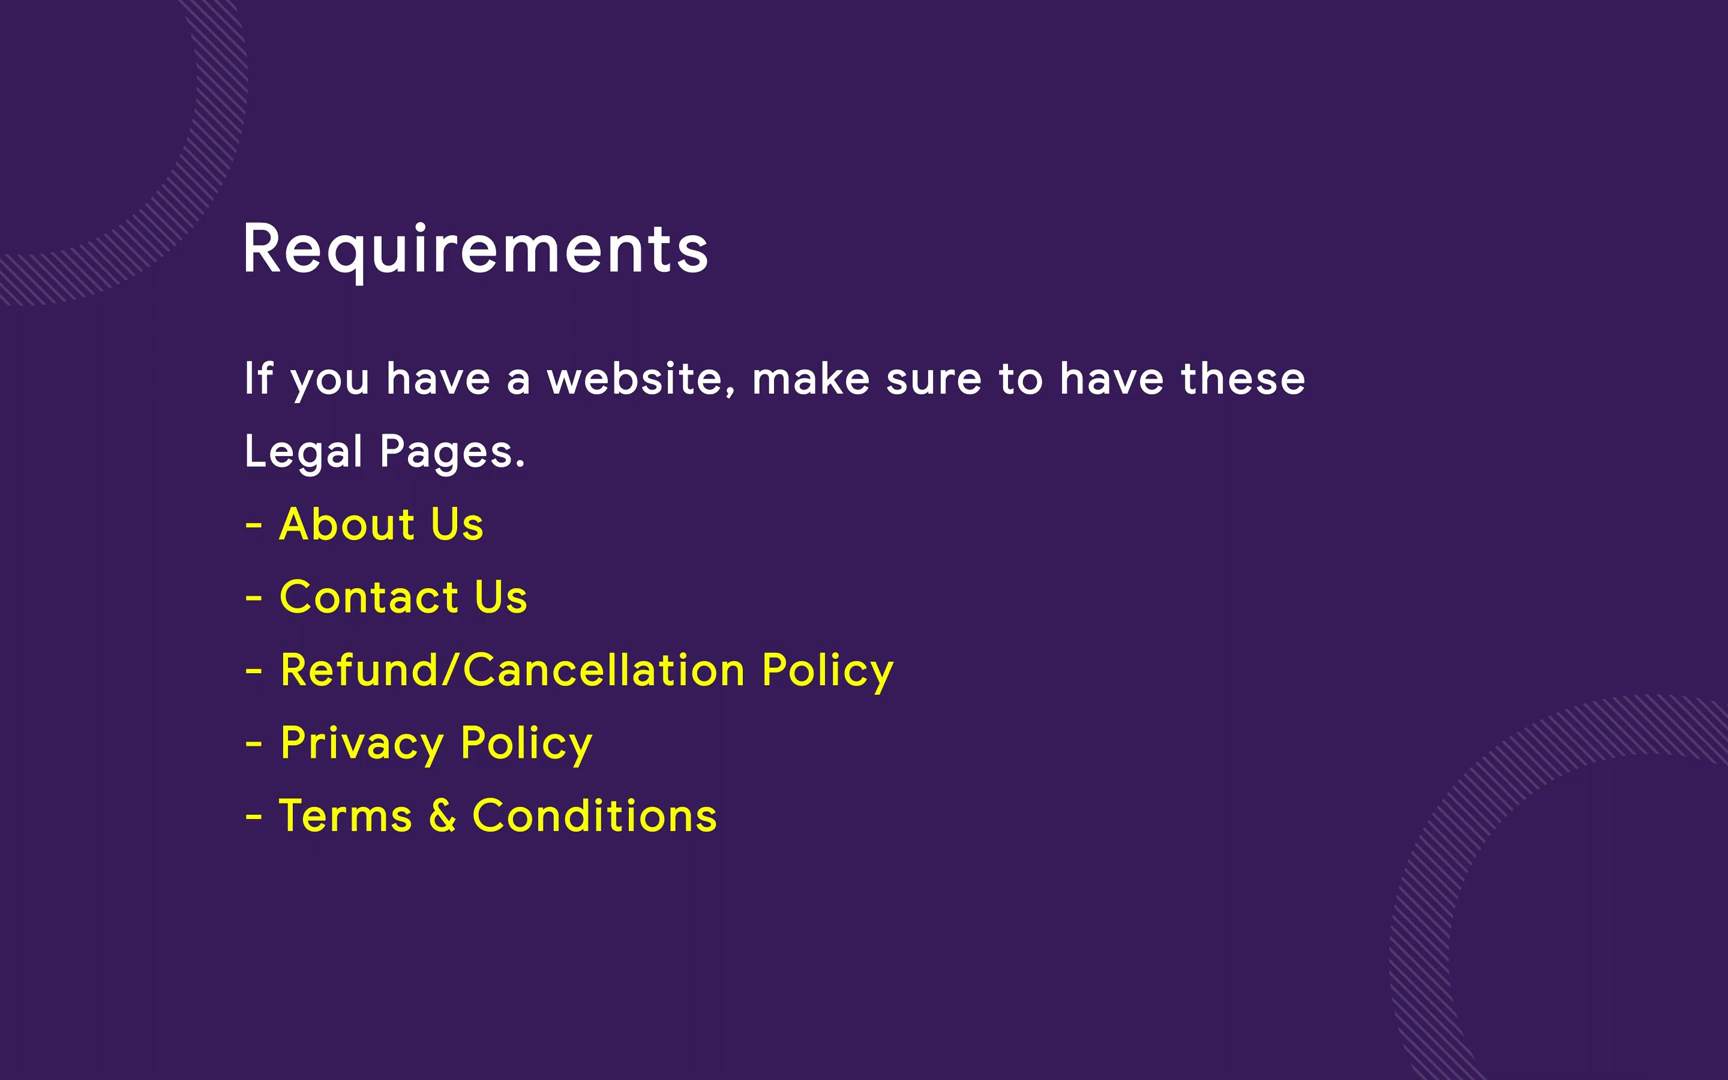 Requirements
If you have a website, make sure to have these
Legal Pages.
- About Us
- Contact Us
- Refund/Cancellation Policy
- Privacy Policy
- Terms & Conditions